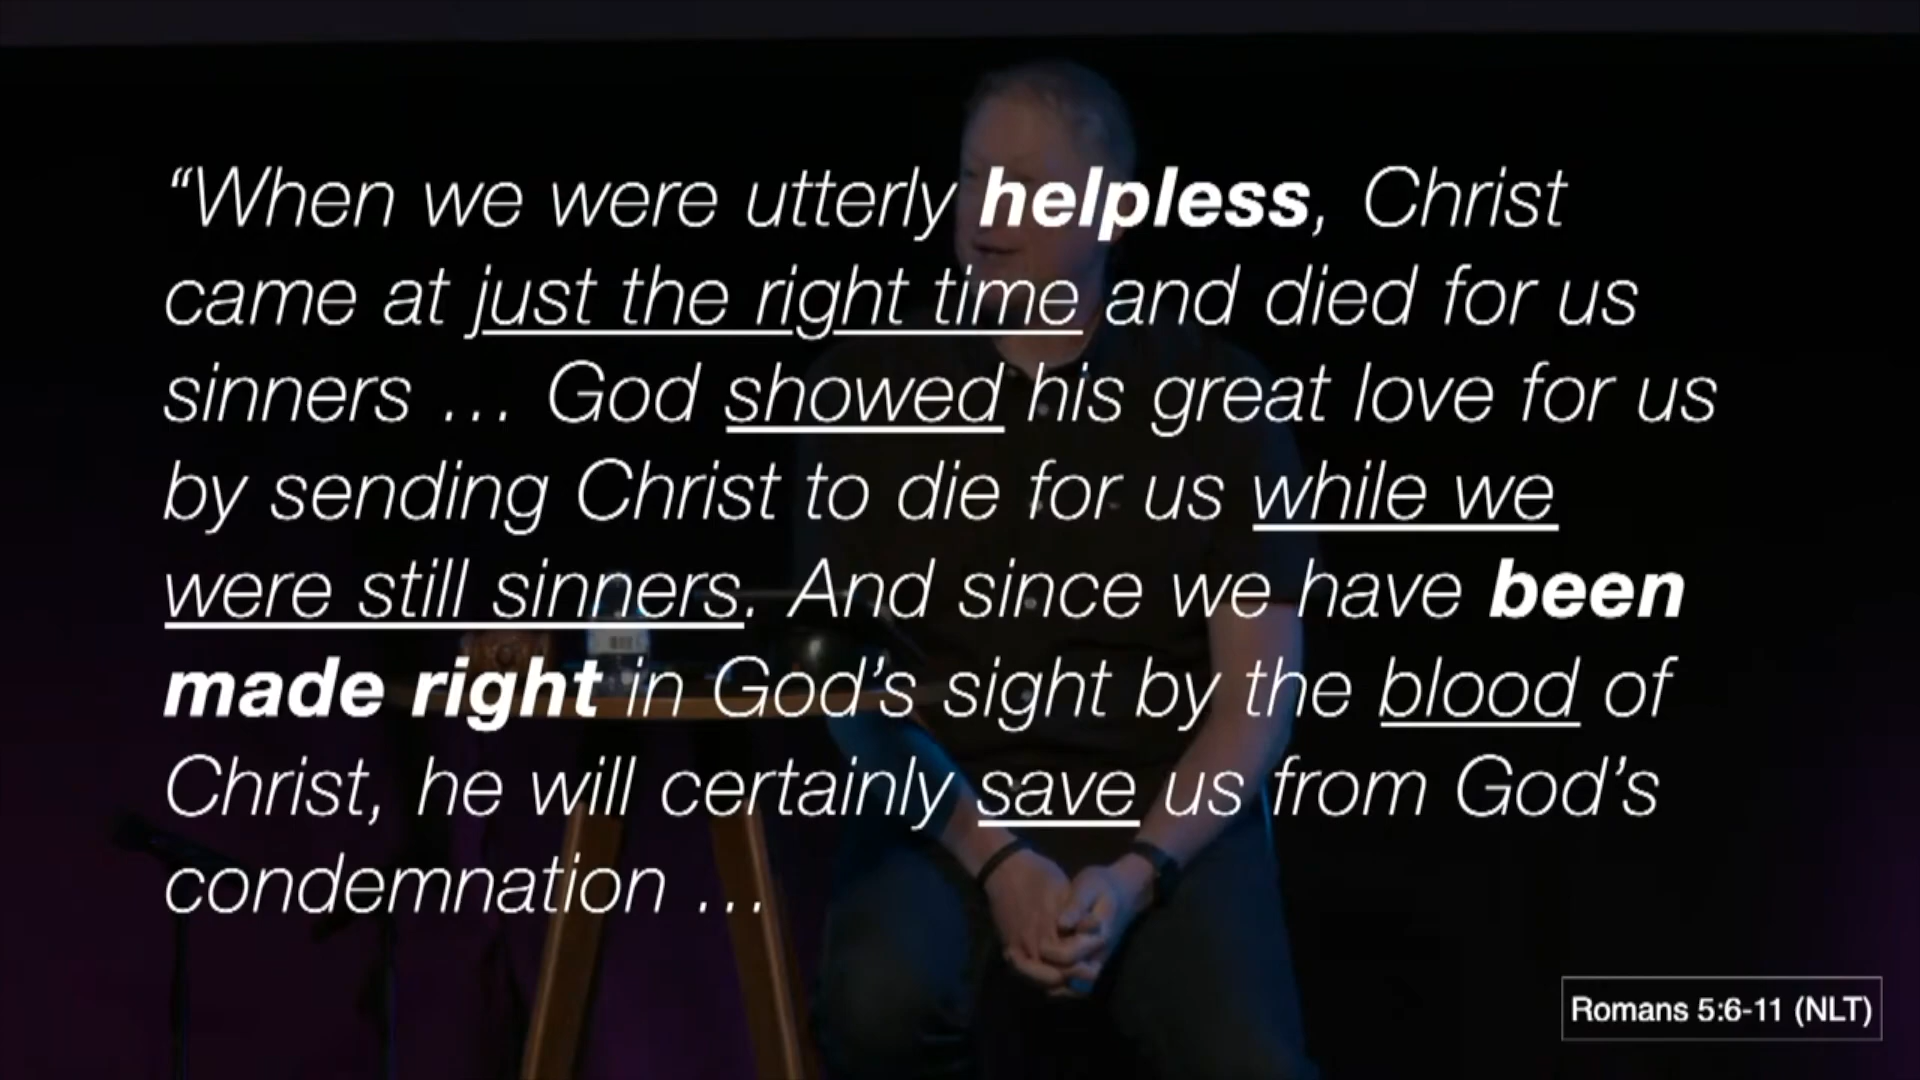 “When we were utterly helpless, Christ
came at just the right time and died for us
sinners … God showed his great love for us
by sending Christ to die for us while we
were still sinners. And since we have been
made right in God’s sight by the blood of
Christ, he will certainly save us from God’s
condemnation …
Romans 5:6-11 (NLT)